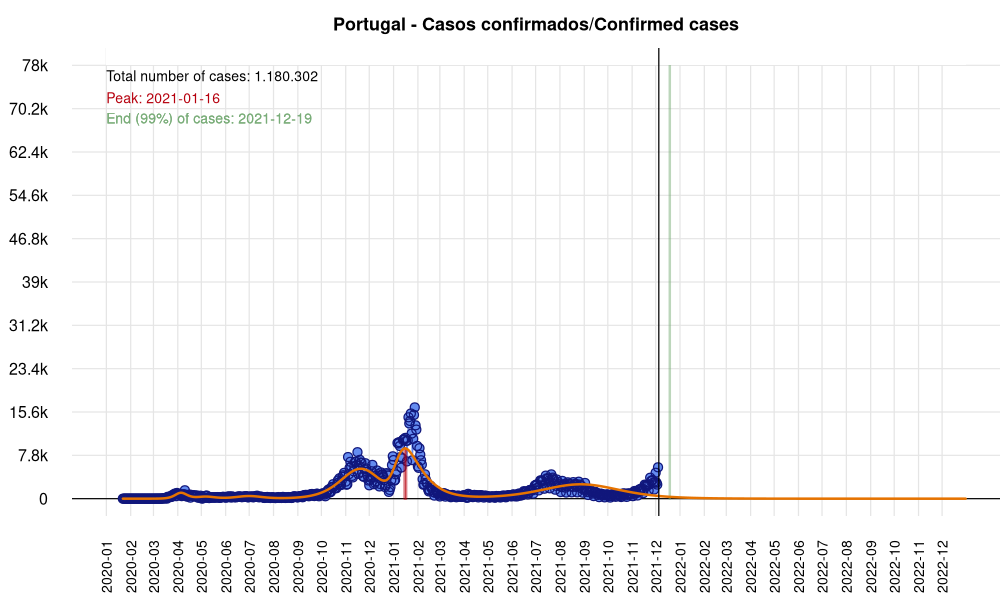 Portugal - Casos confirmados/Confirmed cases
Total number of cases: 1.180.302
Peak: 2021-01-16
End (99%) of cases: 2021-12-19
78k
70.2k
62.4k
54.6k
46.8k
39k
31.2k
23.4k
15.6k
7.8k
0
2020-01
2020-02
2020-03
2020-04
2020-05
2020-06
2020-07
2020-08
2020-09
2020-10
2020-11
2020-12
2021-01
2021-02
2021-03
2021-04
2021-05
2021-06
2021-07
2021-08
2021-09
2021-10
2021-11
2021-12
2022-01
2022-02
2022-03
2022-04
2022-05
2022-06
2022-07
2022-08
2022-09
2022-10
2022-11
2022-12